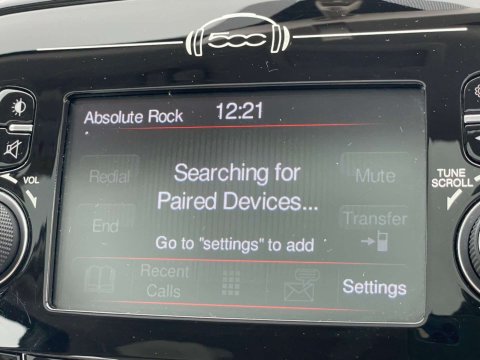 500
Absolute Rock 12:21
Redial
Searching for
Paired Devices...
Mute
End
Transfer
Go to "settings" to add
Recent
Calls
Settings
VOL
TUNE
SCROLL